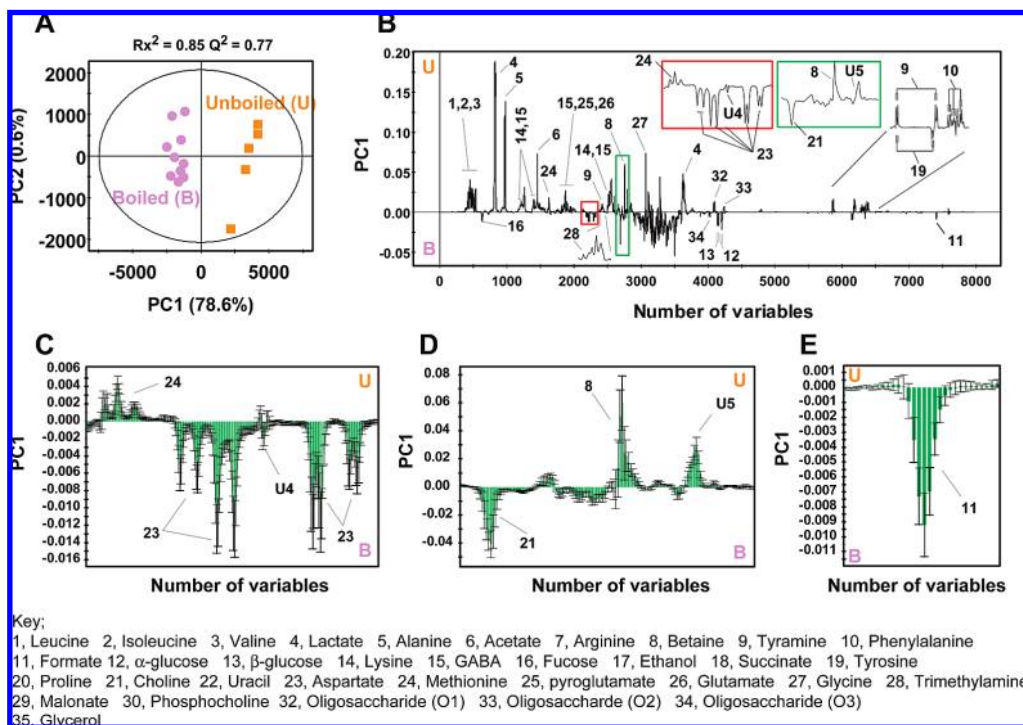 A
Rx² = 0.85 Q² = 0.77
2000
1000
0
-1000
-2000
PC2 (0.6%)
Unboiled (U)
Boiled (B)
-5000 0 5000
PC1 (78.6%)
B
U
B
0.20
0.15
0.10
0.05
0.00
-0.05
PC1
4
5
1,2,3
14,15
6
16
24
15,25,26
9
14,15
8
28
27
4
32
33
34
13
12
11
24
U4
23
8
U5
21
9
10
19
0 1000 2000 3000 4000 5000 6000 7000 8000
Number of variables
C
0.006
0.004
0.002
0.000
-0.002
-0.004
-0.006
-0.008
-0.010
-0.012
-0.014
-0.016
PC1
U
24
U4
23
23
B
Number of variables
D
0.08
0.06
0.04
0.02
0.00
-0.02
-0.04
PC1
U
8
U5
21
B
Number of variables
E
0.001
0.000
-0.001
-0.002
-0.003
-0.004
-0.005
-0.006
-0.007
-0.008
-0.009
-0.010
-0.011
PC1
U
11
B
Number of variables
Key;
1, Leucine 2, Isoleucine 3, Valine 4, Lactate 5, Alanine 6, Acetate 7, Arginine 8, Betaine 9, Tyramine 10, Phenylalanine
11, Formate 12, α-glucose 13, β-glucose 14, Lysine 15, GABA 16, Fucose 17, Ethanol 18, Succinate 19, Tyrosine
20, Proline 21, Choline 22, Uracil 23, Aspartate 24, Methionine 25, pyroglutamate 26, Glutamate 27, Glycine 28, Trimethylamine
29, Malonate 30, Phosphocholine 32, Oligosaccharide (O1) 33, Oligosaccharde (O2) 34, Oligosaccharide (O3)
35, Glycerol